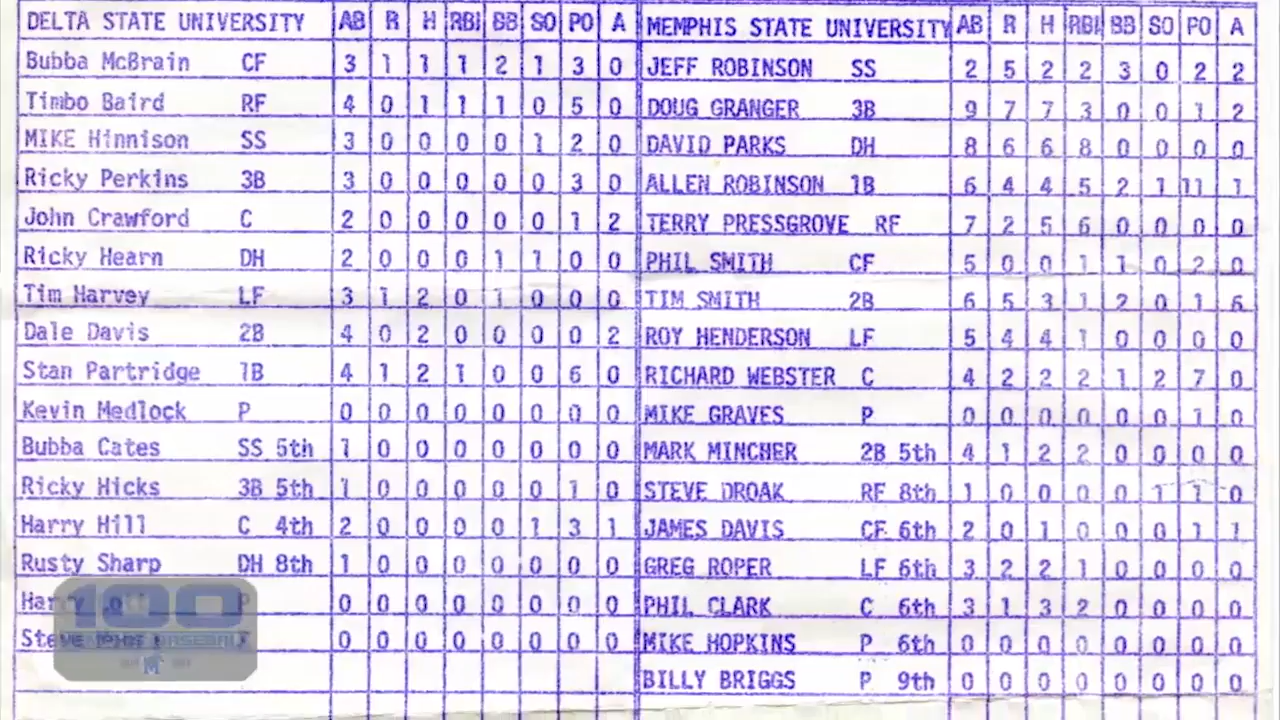 DELTA STATE UNIVERSITY AB R H RBI BB SO PO A MEMPHIS STATE UNIVERSITY AB R H RBI BB SO PO A
Bubba McBrain CF 3 1 1 1 2 1 3 0 JEFF ROBINSON SS 2 5 2 2 3 0 2 2
Timbo Baird RF 4 0 1 1 1 0 5 0 DOUG GRANGER 3B 9 7 7 3 0 0 1 2
MIKE Hinnison SS 3 0 0 0 0 1 2 0 DAVID PARKS DH 8 6 6 8 0 0 0 0
Ricky Perkins 3B 3 0 0 0 0 0 3 0 ALLEN ROBINSON 1B 6 4 4 5 2 1 11 1
John Crawford C 2 0 0 0 0 0 1 2 TERRY PRESSGROVE RF 7 2 5 6 0 0 0 0
Ricky Hearn DH 2 0 0 0 1 1 0 0 PHIL SMITH CF 5 0 0 1 1 0 2 0
Tim Harvey LF 3 1 2 0 1 0 0 0 TIM SMITH 2B 6 5 3 1 2 0 1 6
Dale Davis 2B 4 0 2 0 0 0 0 2 ROY HENDERSON LF 5 4 4 1 0 0 0 0
Stan Partridge 1B 4 1 2 1 0 0 6 0 RICHARD WEBSTER C 4 2 2 2 1 2 7 0
Kevin Medlock P 0 0 0 0 0 0 0 0 MIKE GRAVES P 0 0 0 0 0 0 1 0
Bubba Cates SS 5th 1 0 0 0 0 0 0 0 MARK MINCHER 2B 5th 4 1 2 2 0 0 0 0
Ricky Hicks 3B 5th 1 0 0 0 0 0 1 0 STEVE DROAK RF 8th 1 0 0 0 0 1 1 0
Harry Hill C 4th 2 0 0 0 0 1 3 1 JAMES DAVIS CF 6th 2 0 1 0 0 0 1 1
Rusty Sharp DH 8th 1 0 0 0 0 0 0 0 GREG ROPER LF 6th 3 2 2 1 0 0 0 0
P 0 0 0 0 0 0 0 0 PHIL CLARK C 6th 3 1 3 2 0 0 0 0
0 0 0 0 0 0 0 0 MIKE HOPKINS P 6th 0 0 0 0 0 0 0 0
BILLY BRIGGS P 9th 0 0 0 0 0 0 0 0
100
MEMPHIS BASEBALL